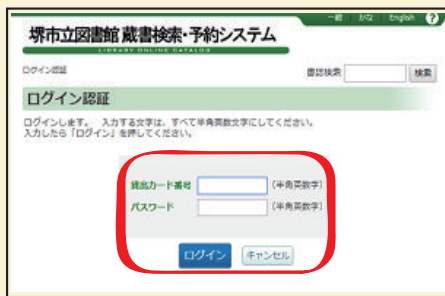 一般 かな English ?
堺市立図書館 蔵書検索・予約システム
LIBRARY ONLINE CATALOG
ログイン認証 書誌検索 検索
ログイン認証
ログインします。 入力する文字は、すべて半角英数文字にしてください。
入力したら「ログイン」を押してください。
貸出カード番号 (半角英数字)
パスワード (半角英数字)
ログイン キャンセル